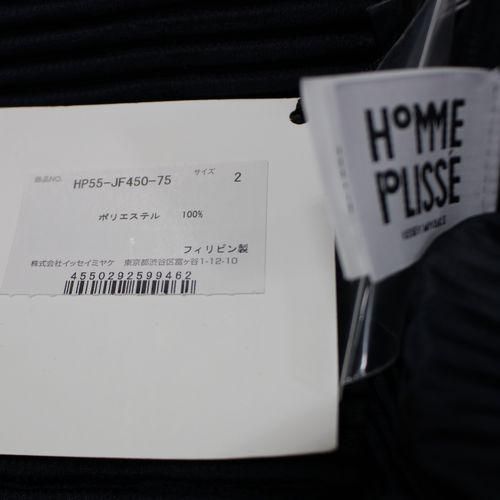 商品NO. HP55-JF450-75 サイズ 2
ポリエステル 100%
フィリピン製
株式会社イッセイミヤケ 東京都渋谷区富ヶ谷1-12-10
4550292599462
HOMME
PLISSÉ
ISSEY MIYAKE